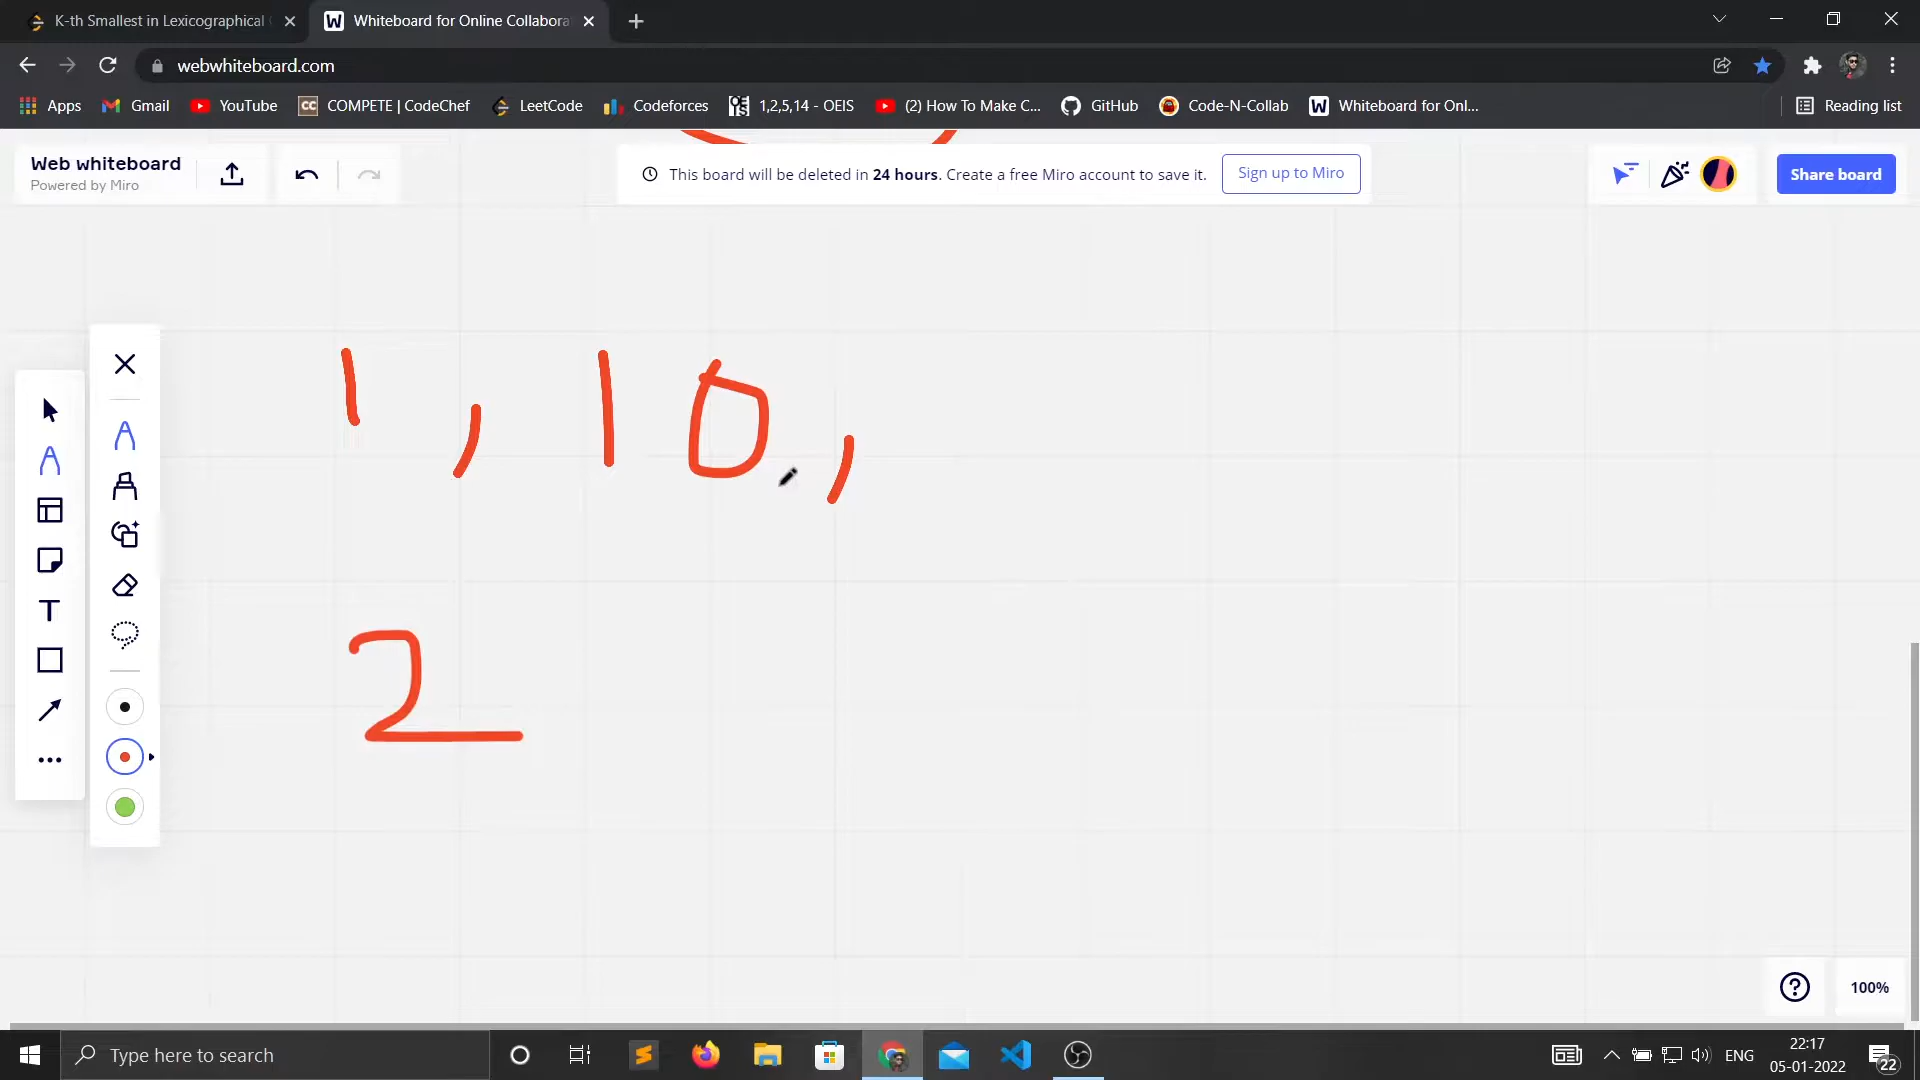 K-th Smallest in Lexicographical
Whiteboard for Online Collabora
webwhiteboard.com
Apps Gmail YouTube COMPETE | CodeChef LeetCode Codeforces 1,2,5,14 - OEIS (2) How To Make C... GitHub Code-N-Collab Whiteboard for Onl... Reading list
Web whiteboard
Powered by Miro
This board will be deleted in 24 hours. Create a free Miro account to save it. Sign up to Miro
Share board
1, 10,
2
100%
Type here to search
ENG
22:17
05-01-2022
22